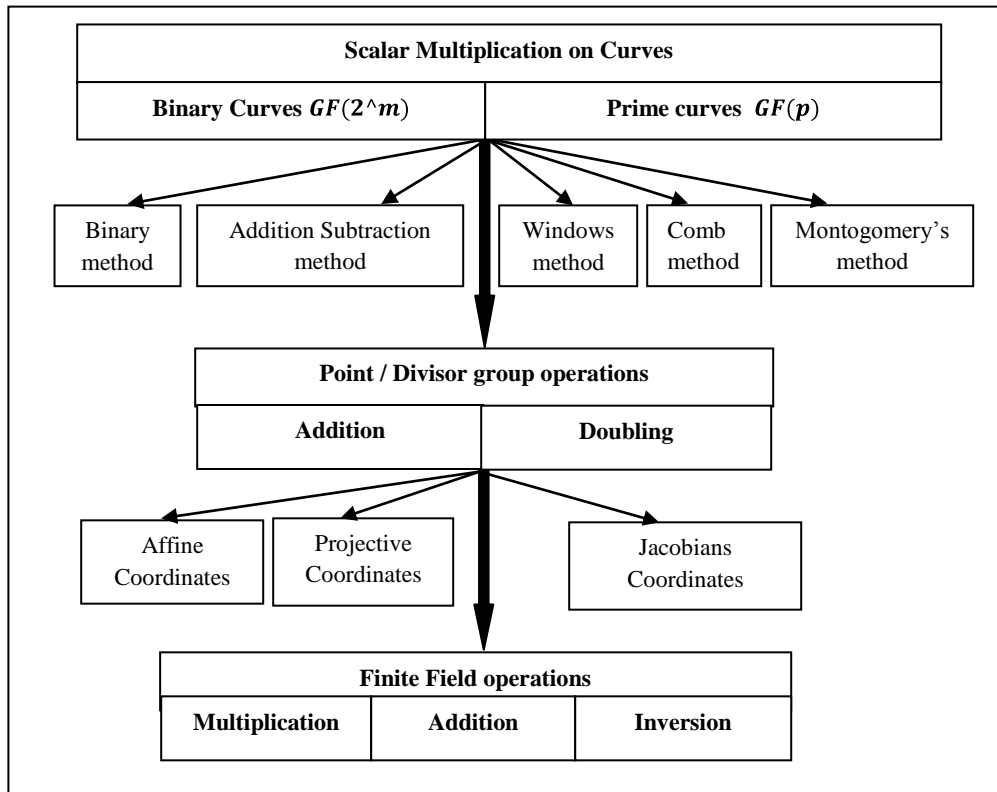 Scalar Multiplication on Curves
Binary Curves GF(2^m)
Prime curves GF(p)
Binary
method
Addition Subtraction
method
Windows
method
Comb
method
Montogomery's
method
Point / Divisor group operations
Addition
Doubling
Affine
Coordinates
Projective
Coordinates
Jacobians
Coordinates
Finite Field operations
Multiplication
Addition
Inversion